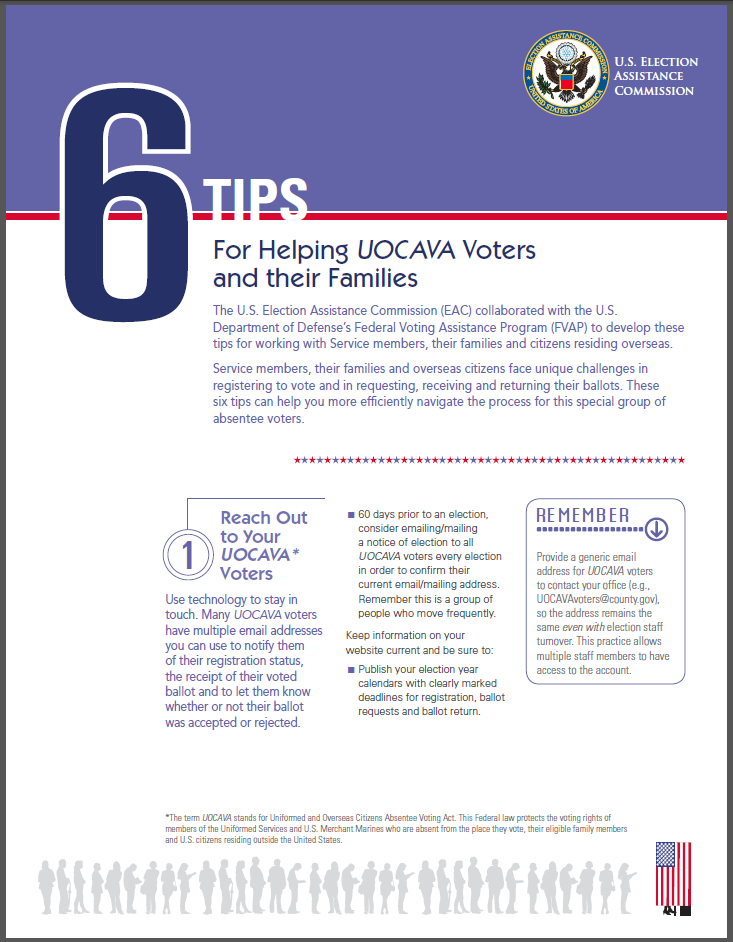 ELECTION ASSISTANCE COMMISSION
UNITED STATES OF AMERICA
U.S. ELECTION
ASSISTANCE
COMMISSION
6
TIPS
For Helping UOCAVA Voters
and their Families
The U.S. Election Assistance Commission (EAC) collaborated with the U.S.
Department of Defense's Federal Voting Assistance Program (FVAP) to develop these
tips for working with Service members, their families and citizens residing overseas.
Service members, their families and overseas citizens face unique challenges in
registering to vote and in requesting, receiving and returning their ballots. These
six tips can help you more efficiently navigate the process for this special group of
absentee voters.
1
Reach Out
to Your
UOCAVA*
Voters
Use technology to stay in
touch. Many UOCAVA voters
have multiple email addresses
you can use to notify them
of their registration status,
the receipt of their voted
ballot and to let them know
whether or not their ballot
was accepted or rejected.
■ 60 days prior to an election,
consider emailing/mailing
a notice of election to all
UOCAVA voters every election
in order to confirm their
current email/mailing address.
Remember this is a group of
people who move frequently.
Keep information on your
website current and be sure to:
■ Publish your election year
calendars with clearly marked
deadlines for registration, ballot
requests and ballot return.
REMEMBER
Provide a generic email
address for UOCAVA voters
to contact your office (e.g.,
UOCAVAvoters@county.gov),
so the address remains the
same even with election staff
turnover. This practice allows
multiple staff members to have
access to the account.
*The term UOCAVA stands for Uniformed and Overseas Citizens Absentee Voting Act. This Federal law protects the voting rights of
members of the Uniformed Services and U.S. Merchant Marines who are absent from the place they vote, their eligible family members
and U.S. citizens residing outside the United States.